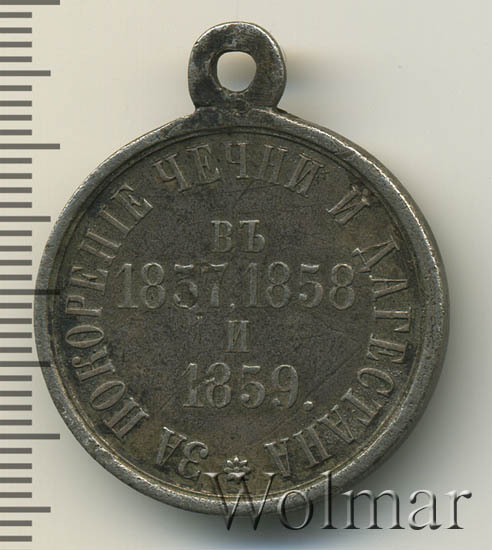 ЗА ПОКОРЕНІЕ ЧЕЧНИ И ДАГЕСТАНА
ВЪ
1857, 1858
И
1859.
Wolmar